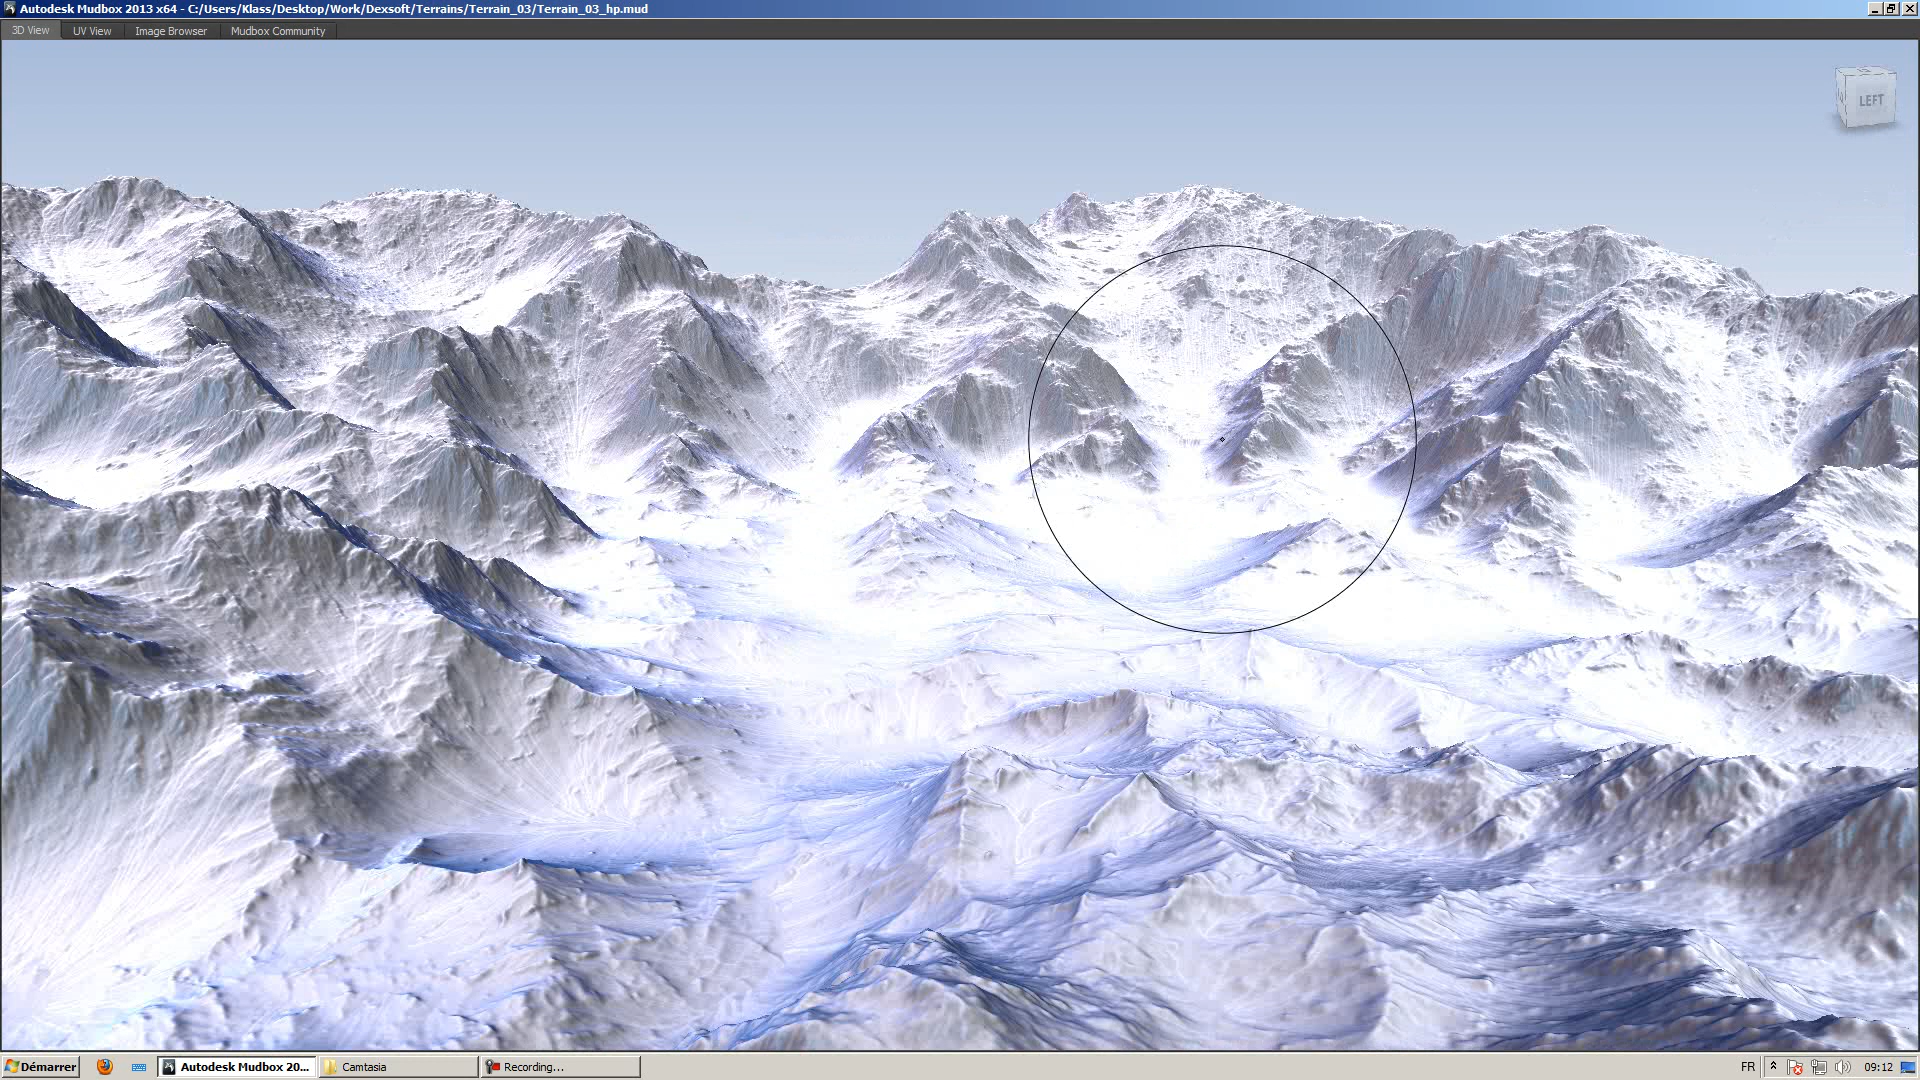 Autodesk Mudbox 2013 x64 - C:/Users/Klass/Desktop/Work/Dexsoft/Terrains/Terrain_03/Terrain_03_hp.mud
3D View UV View Image Browser Mudbox Community
LEFT
Démarrer Autodesk Mudbox 20... Camtasia Recording... FR 09:12